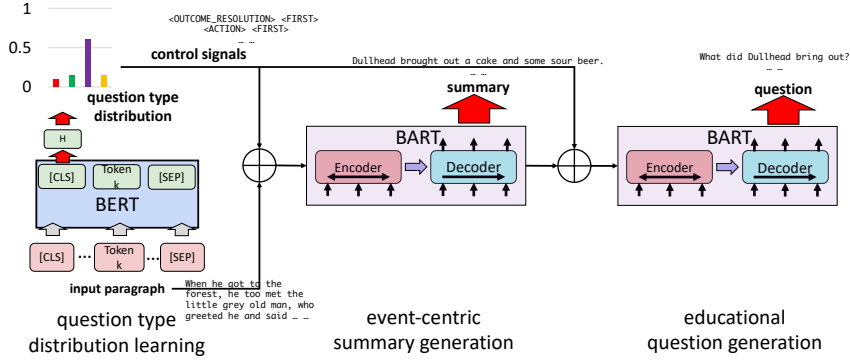 1
0.5
0
question type
distribution
<OUTCOME_RESOLUTION> <FIRST>
<ACTION> <FIRST>
… …
control signals
Dullhead brought out a cake and some sour beer.
… …
summary
What did Dullhead bring out?
… …
question
H
[CLS]
Token
k
[SEP]
BERT
[CLS]
...
Token
k
...
[SEP]
input paragraph
When he got to the
forest, he too met the
little grey old man, who
greeted he and said … …
BART
Encoder
Decoder
BART
Encoder
Decoder
question type
distribution learning
event-centric
summary generation
educational
question generation